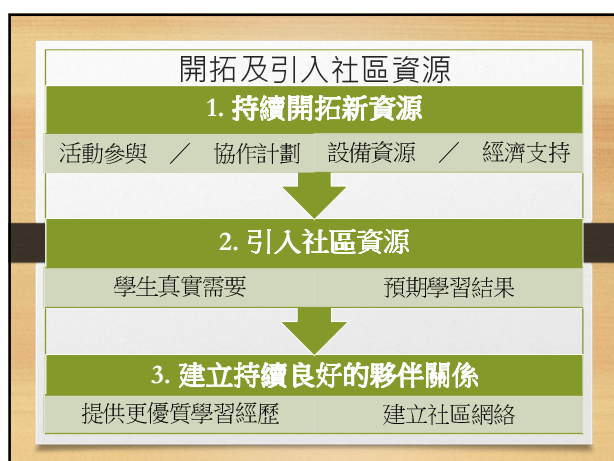 開拓及引入社區資源
1. 持續開拓新資源
活動參與 ／ 協作計劃 設備資源 ／ 經濟支持
2. 引入社區資源
學生真實需要 預期學習結果
3. 建立持續良好的夥伴關係
提供更優質學習經歷 建立社區網絡